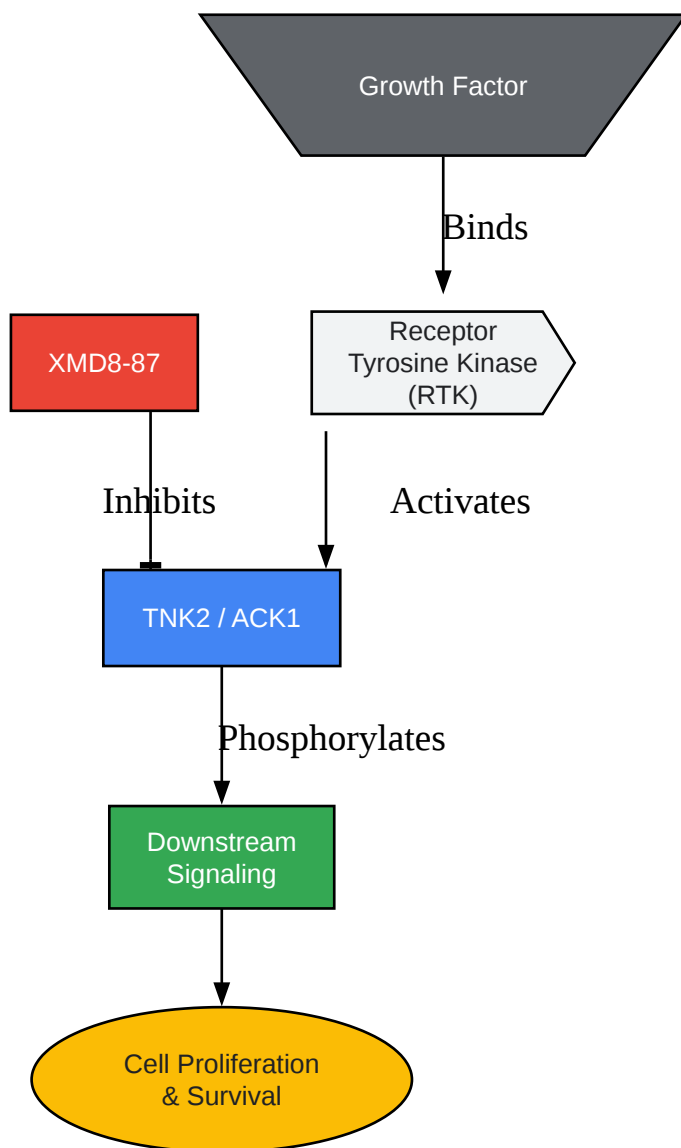 Growth Factor
Binds
XMD8-87
Receptor
Tyrosine Kinase
(RTK)
Inhibits
Activates
TNK2 / ACK1
Phosphorylates
Downstream
Signaling
Cell Proliferation
& Survival